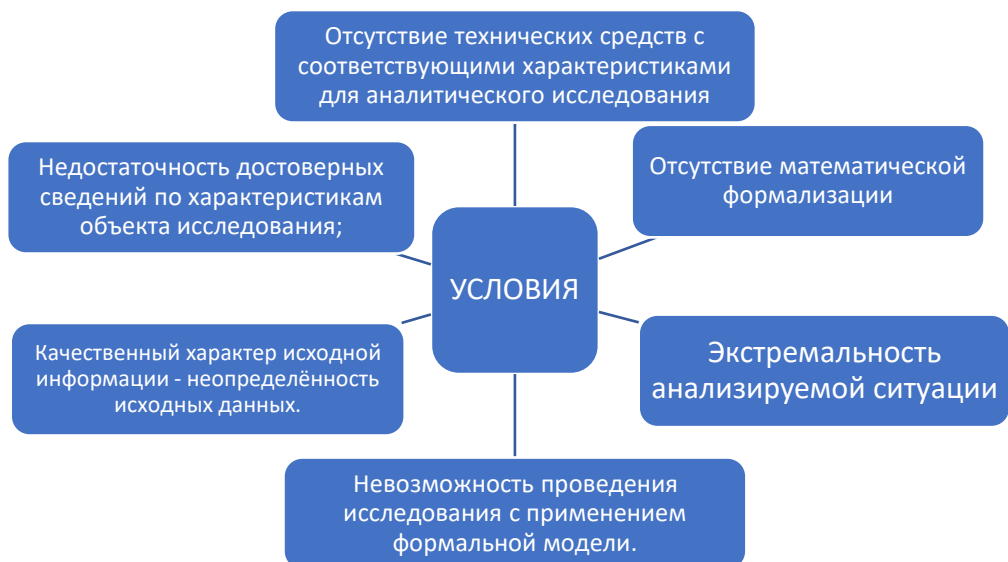 Отсутствие технических средств с
соответствующими характеристиками
для аналитического исследования
Недостаточность достоверных
сведений по характеристикам
объекта исследования;
Отсутствие математической
формализации
УСЛОВИЯ
Качественный характер исходной
информации - неопределённость
исходных данных.
Экстремальность
анализируемой ситуации
Невозможность проведения
исследования с применением
формальной модели.